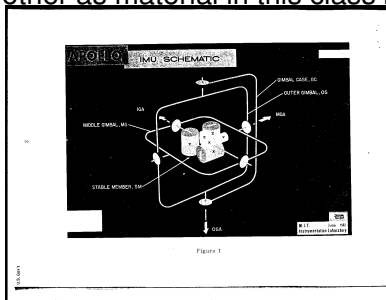 other as material in this class
APOLLO
IMU SCHEMATIC
GIMBAL CASE, GC
OUTER GIMBAL, OG
IGA
MGA
MIDDLE GIMBAL, MG
STABLE MEMBER, SM
OGA
M.I.T.
Instrumentation Laboratory
Figure 1
U.S. Gov't